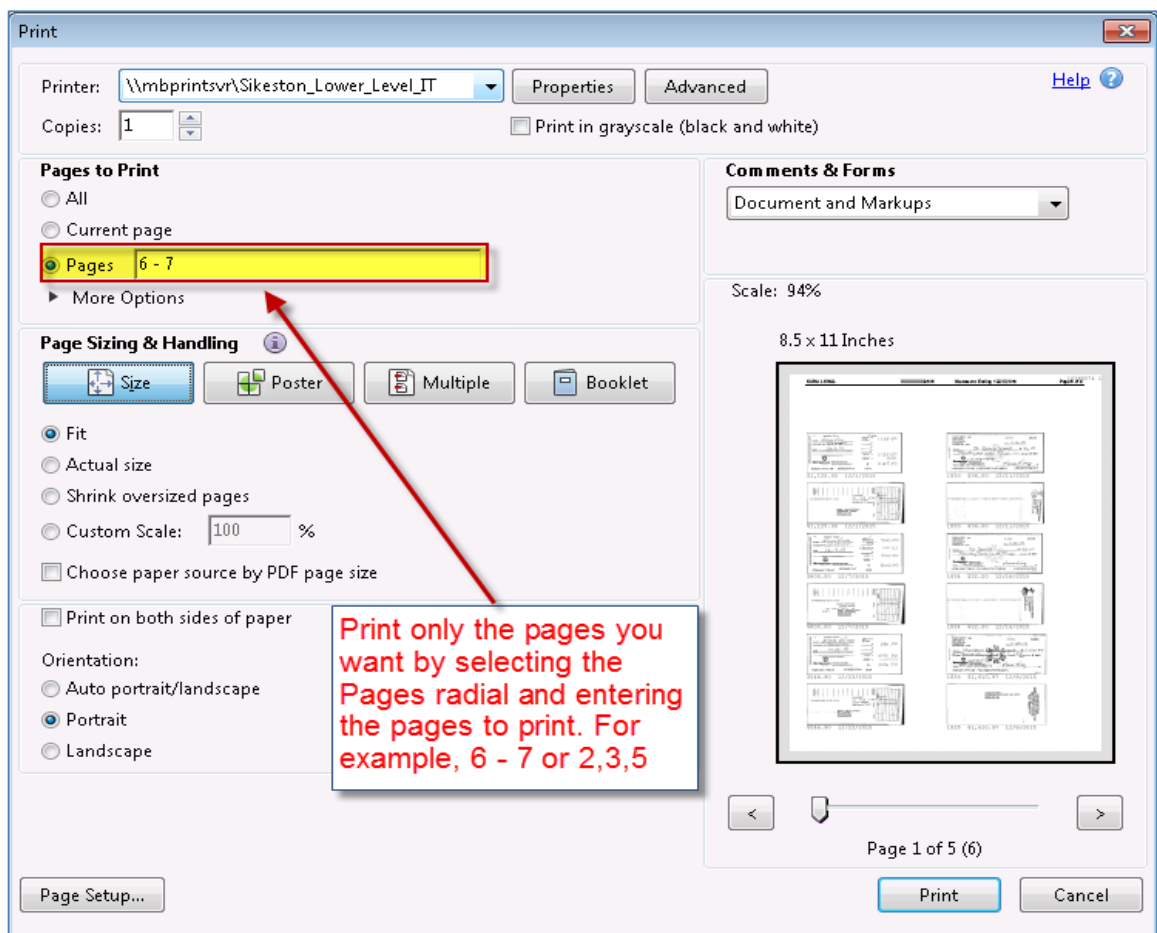 Print
Printer: \\mbprintsvr\Sikeston_Lower_Level_IT Properties Advanced Help
Copies: 1 Print in grayscale (black and white)
Pages to Print
All
Current page
Pages 6 - 7
More Options
Comments & Forms
Document and Markups
Page Sizing & Handling
Size Poster Multiple Booklet
Fit
Actual size
Shrink oversized pages
Custom Scale: 100 %
Choose paper source by PDF page size
Print on both sides of paper
Orientation:
Auto portrait/landscape
Portrait
Landscape
Print only the pages you
want by selecting the
Pages radial and entering
the pages to print. For
example, 6 - 7 or 2,3,5
Scale: 94%
8.5 x 11 Inches
< >
Page 1 of 5 (6)
Page Setup... Print Cancel